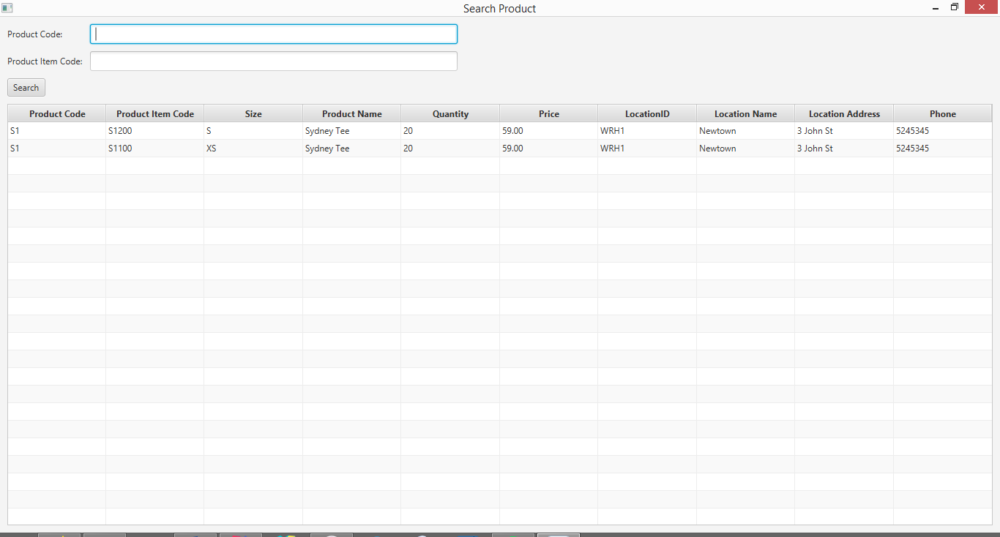 Search Product
Product Code:
Product Item Code:
Search
Product Code Product Item Code Size Product Name Quantity Price LocationID Location Name Location Address Phone
S1 S1200 S Sydney Tee 20 59.00 WRH1 Newtown 3 John St 5245345
S1 S1100 XS Sydney Tee 20 59.00 WRH1 Newtown 3 John St 5245345